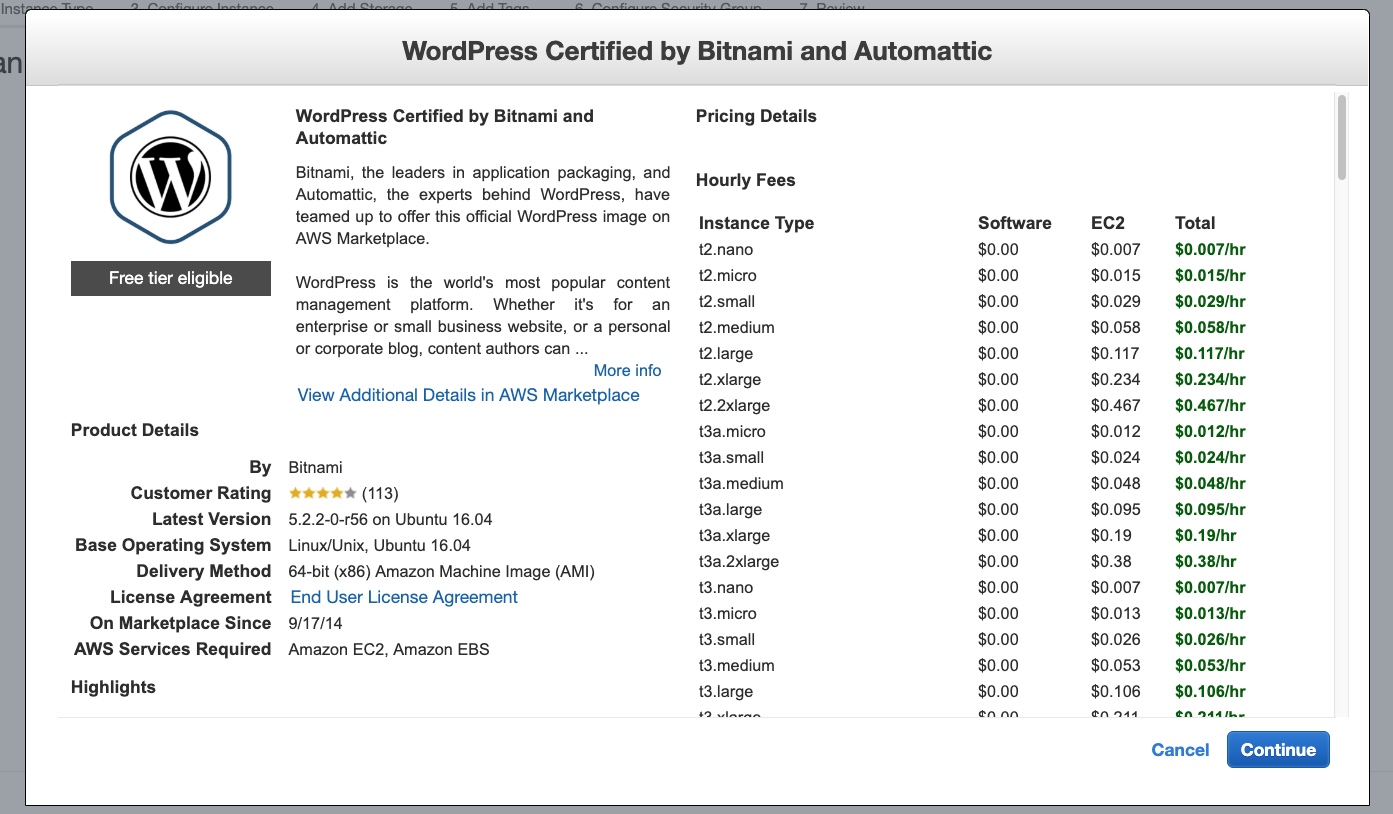 Instance Type 3. Configure Instance 4. Add Storage 5. Add Tags 6. Configure Security Group 7. Review
an
WordPress Certified by Bitnami and Automattic
W
Free tier eligible
WordPress Certified by Bitnami and
Automattic
Bitnami, the leaders in application packaging, and
Automattic, the experts behind WordPress, have
teamed up to offer this official WordPress image on
AWS Marketplace.
WordPress is the world's most popular content
management platform. Whether it's for an
enterprise or small business website, or a personal
or corporate blog, content authors can ...
More info
View Additional Details in AWS Marketplace
Product Details
By Bitnami
Customer Rating (113)
Latest Version 5.2.2-0-r56 on Ubuntu 16.04
Base Operating System Linux/Unix, Ubuntu 16.04
Delivery Method 64-bit (x86) Amazon Machine Image (AMI)
License Agreement End User License Agreement
On Marketplace Since 9/17/14
AWS Services Required Amazon EC2, Amazon EBS
Highlights
Pricing Details
Hourly Fees
Instance Type Software EC2 Total
t2.nano $0.00 $0.007 $0.007/hr
t2.micro $0.00 $0.015 $0.015/hr
t2.small $0.00 $0.029 $0.029/hr
t2.medium $0.00 $0.058 $0.058/hr
t2.large $0.00 $0.117 $0.117/hr
t2.xlarge $0.00 $0.234 $0.234/hr
t2.2xlarge $0.00 $0.467 $0.467/hr
t3a.micro $0.00 $0.012 $0.012/hr
t3a.small $0.00 $0.024 $0.024/hr
t3a.medium $0.00 $0.048 $0.048/hr
t3a.large $0.00 $0.095 $0.095/hr
t3a.xlarge $0.00 $0.19 $0.19/hr
t3a.2xlarge $0.00 $0.38 $0.38/hr
t3.nano $0.00 $0.007 $0.007/hr
t3.micro $0.00 $0.013 $0.013/hr
t3.small $0.00 $0.026 $0.026/hr
t3.medium $0.00 $0.053 $0.053/hr
t3.large $0.00 $0.106 $0.106/hr
t3.xlarge $0.00 $0.211 $0.211/hr
Cancel Continue